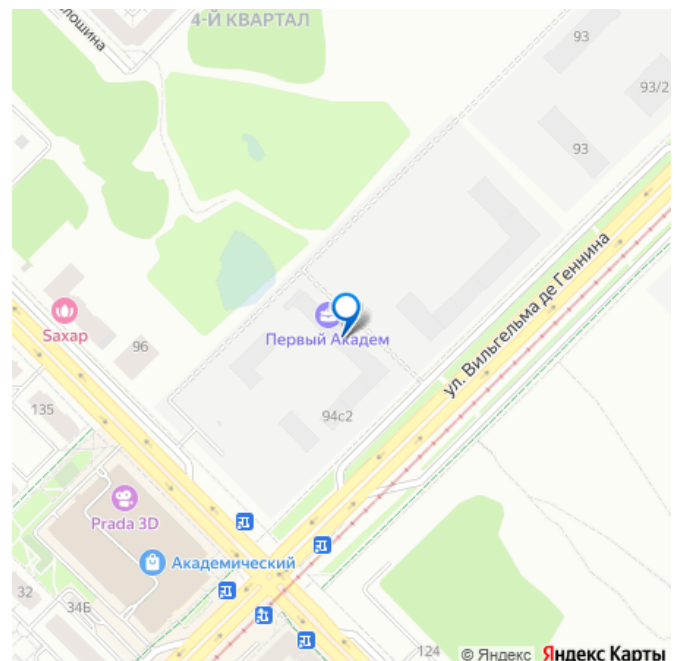 4-Й КВАРТАЛ
лошина
93
93/2
93
ул. Вильгельма де Геннина
Saxap
Первый Академ
96
94с2
135
Prada 3D
Академический
32
34Б
124
© Яндекс Яндекс Карты